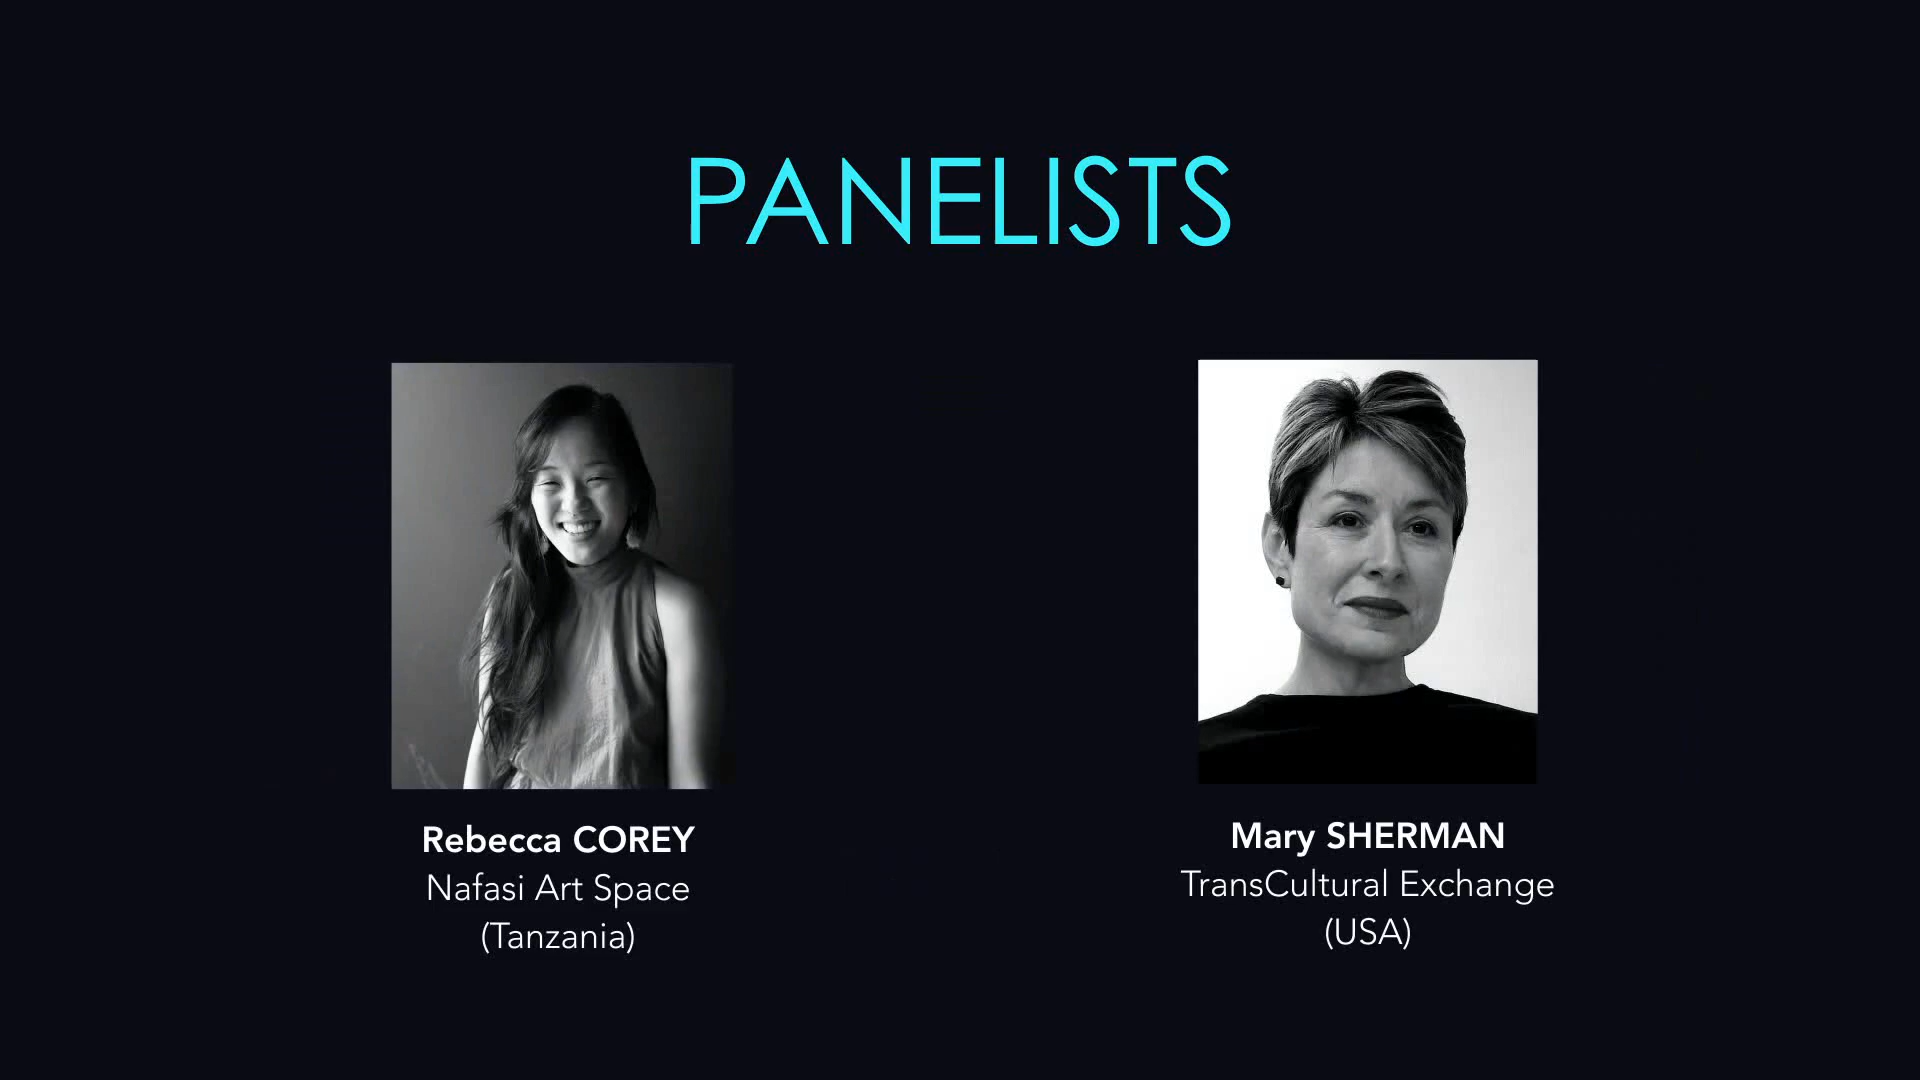 PANELISTS
Rebecca COREY
Nafasi Art Space
(Tanzania)
Mary SHERMAN
TransCultural Exchange
(USA)